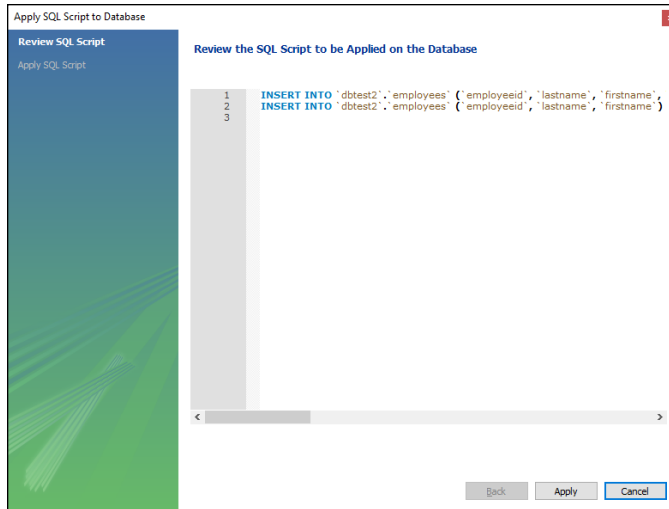 Apply SQL Script to Database
Review SQL Script
Apply SQL Script
Review the SQL Script to be Applied on the Database
1 INSERT INTO `dbtest2`.`employees` (`employeeid`, `lastname`, `firstname`,
2 INSERT INTO `dbtest2`.`employees` (`employeeid`, `lastname`, `firstname`)
3
Back Apply Cancel